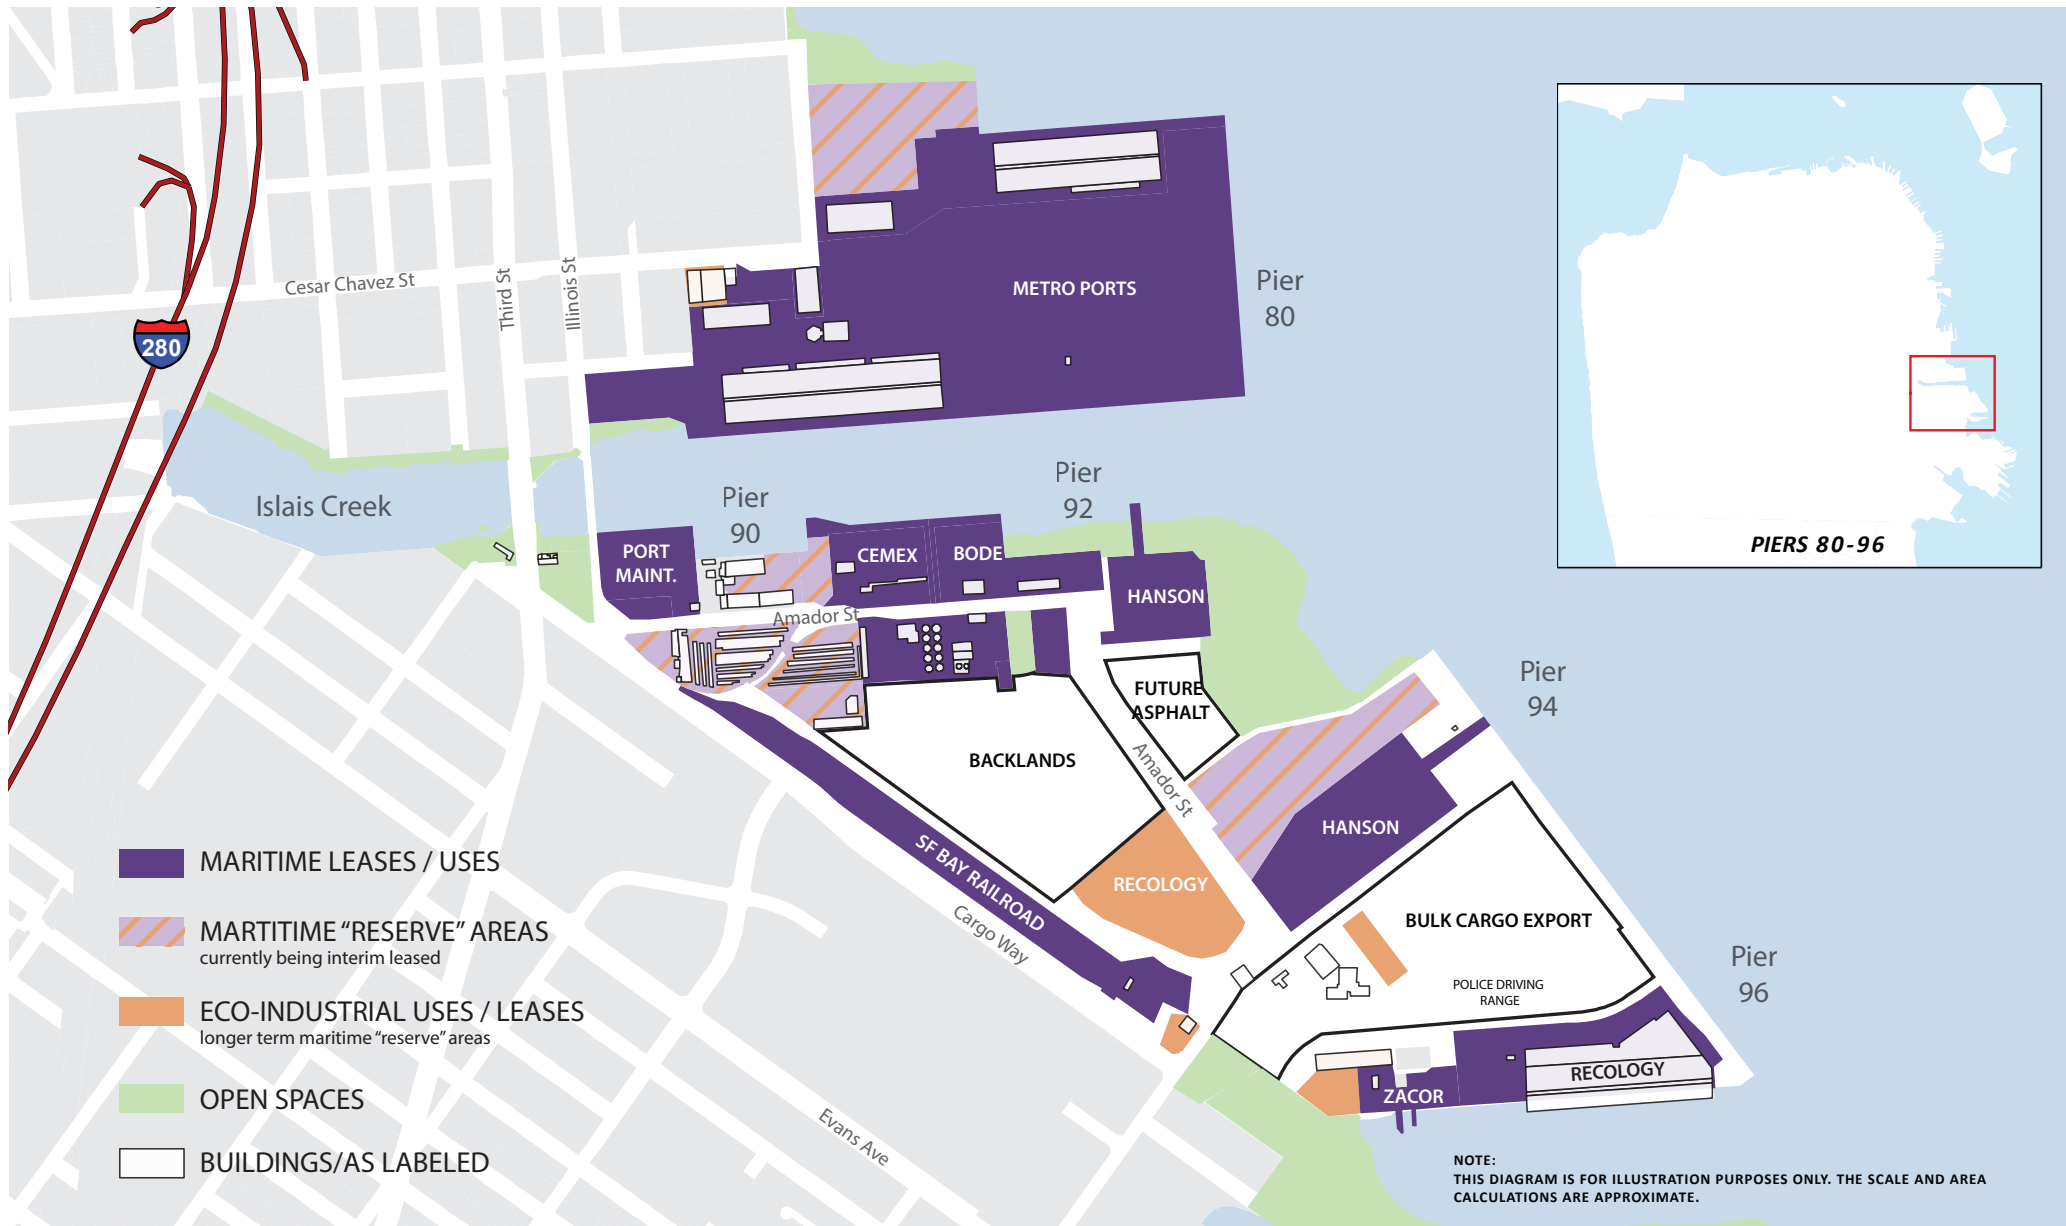 Cesar Chavez St
Third St
Illinois St
280
METRO PORTS
Pier
80
Islais Creek
Pier
90
Pier
92
PORT
MAINT.
CEMEX
BODE
HANSON
Amador St
FUTURE
ASPHALT
Pier
94
BACKLANDS
Amador St
HANSON
SF BAY RAILROAD
RECOLOGY
Cargo Way
BULK CARGO EXPORT
POLICE DRIVING
RANGE
Pier
96
RECOLOGY
ZACOR
Evans Ave
PIERS 80-96
MARITIME LEASES / USES
MARTITIME “RESERVE” AREAS
currently being interim leased
ECO-INDUSTRIAL USES / LEASES
longer term maritime “reserve” areas
OPEN SPACES
BUILDINGS/AS LABELED
NOTE:
THIS DIAGRAM IS FOR ILLUSTRATION PURPOSES ONLY. THE SCALE AND AREA
CALCULATIONS ARE APPROXIMATE.